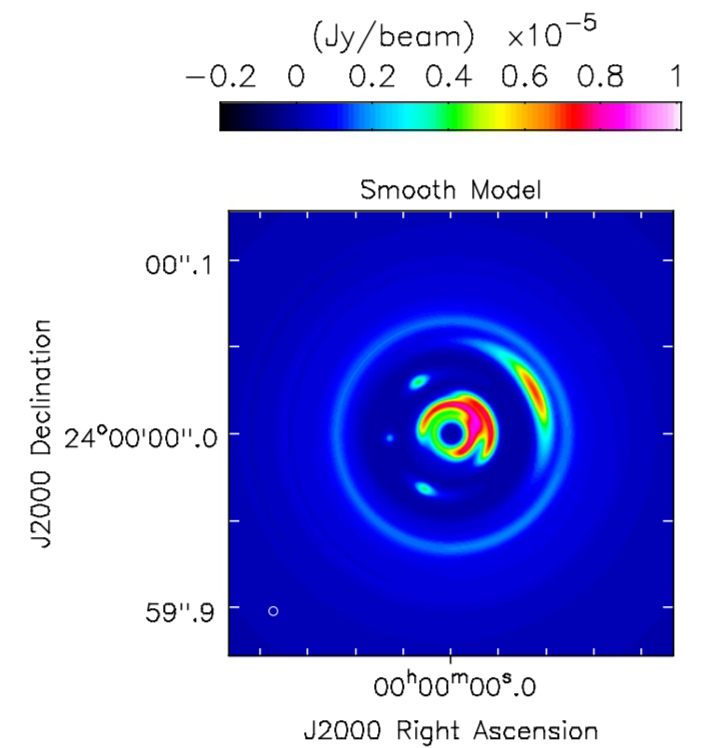 (Jy/beam) ×10⁻⁵
−0.2 0 0.2 0.4 0.6 0.8 1
Smooth Model
00".1
24°00'00".0
59".9
J2000 Declination
00ʰ00ᵐ00ˢ.0
J2000 Right Ascension